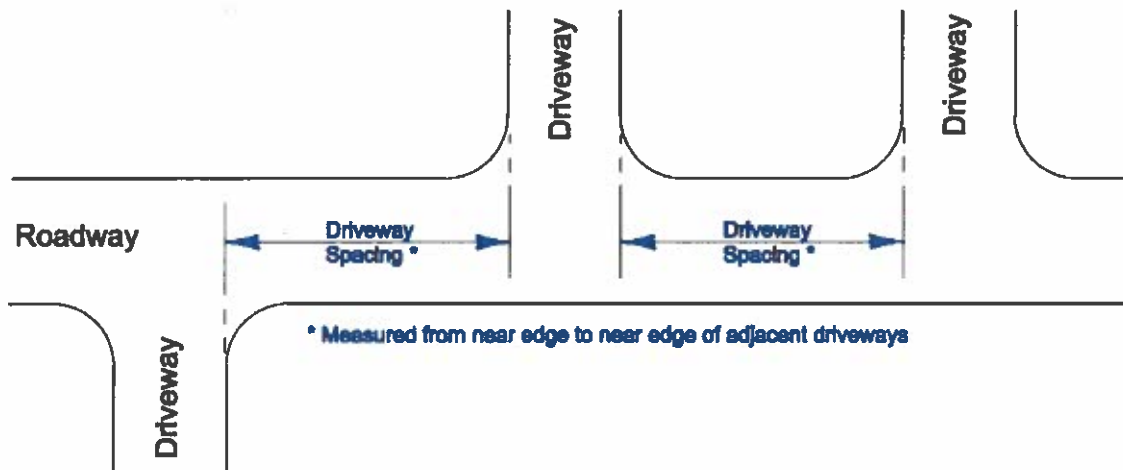 Driveway
Driveway
Roadway
Driveway
Spacing *
Driveway
Spacing *
* Measured from near edge to near edge of adjacent driveways
Driveway